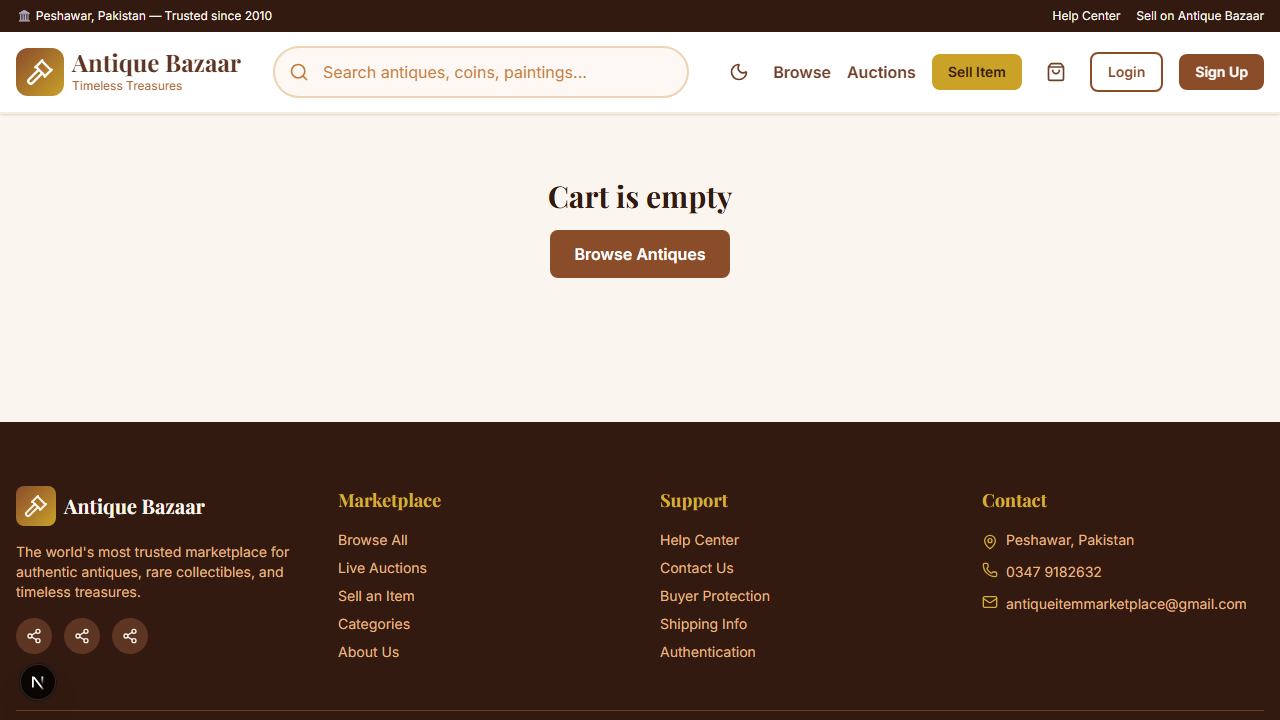 🏛️ Peshawar, Pakistan — Trusted since 2010
Help Center
Sell on Antique Bazaar
Antique Bazaar
Timeless Treasures
Search antiques, coins, paintings...
Browse
Auctions
Sell Item
Login
Sign Up
Cart is empty
Browse Antiques
Antique Bazaar
The world's most trusted marketplace for
authentic antiques, rare collectibles, and
timeless treasures.
N
Marketplace
Browse All
Live Auctions
Sell an Item
Categories
About Us
Support
Help Center
Contact Us
Buyer Protection
Shipping Info
Authentication
Contact
Peshawar, Pakistan
0347 9182632
antiqueitemmarketplace@gmail.com